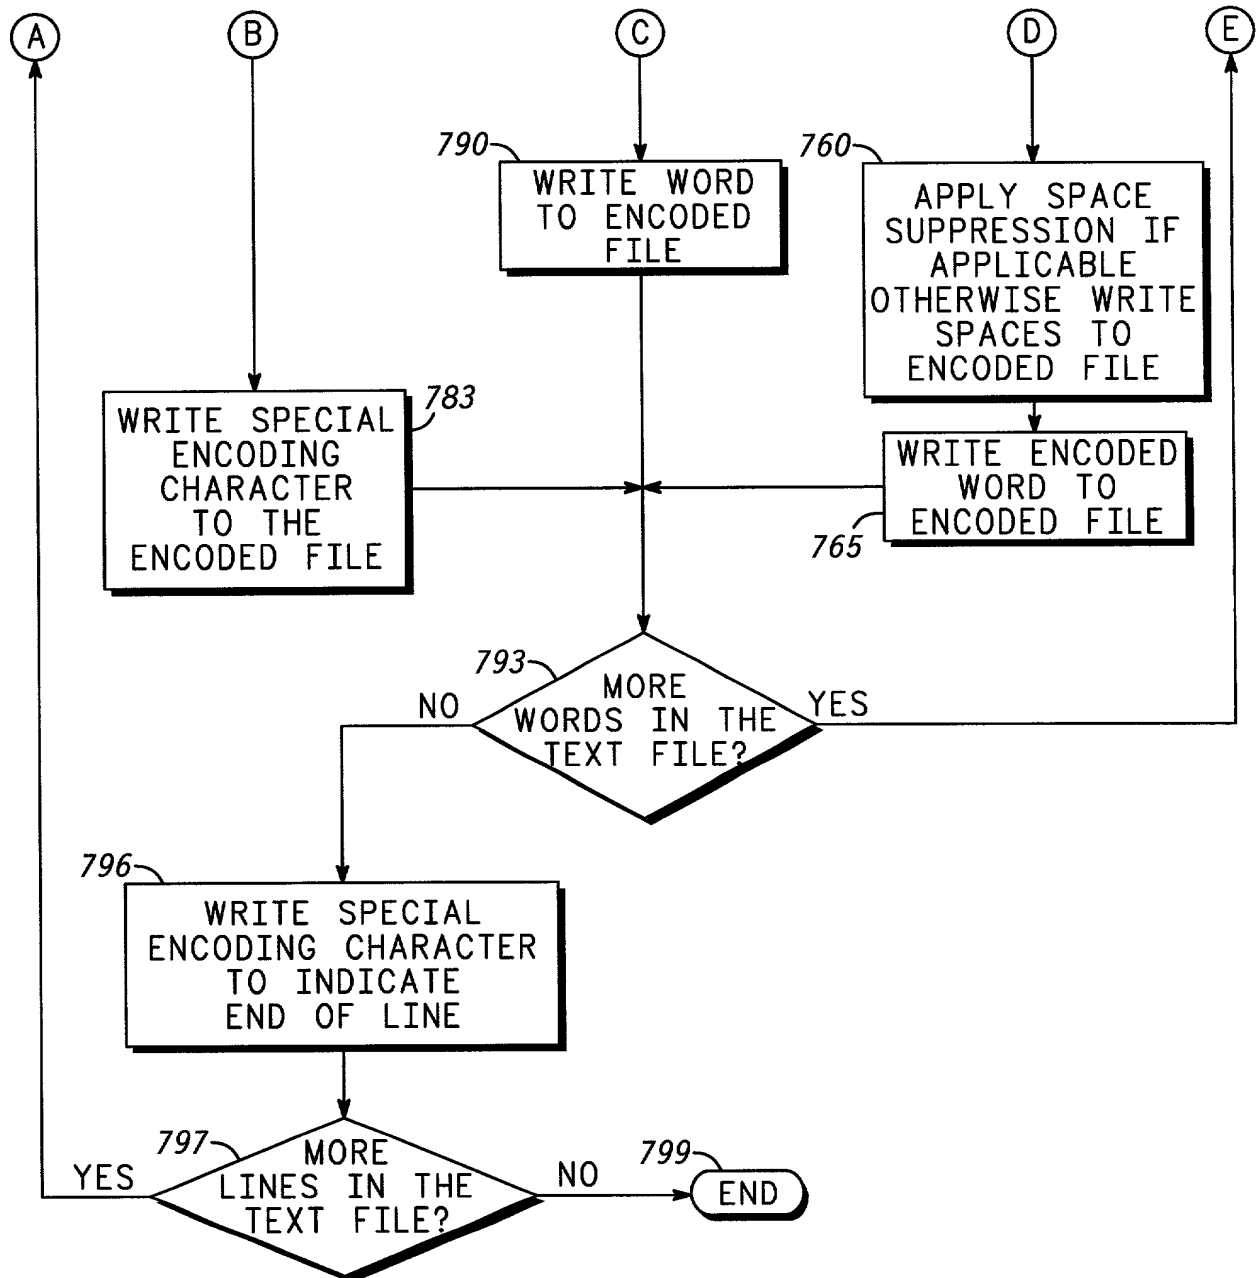 A
B
C
D
E
790
WRITE WORD
TO ENCODED
FILE
760
APPLY SPACE
SUPPRESSION IF
APPLICABLE
OTHERWISE WRITE
SPACES TO
ENCODED FILE
783
WRITE SPECIAL
ENCODING
CHARACTER
TO THE
ENCODED FILE
WRITE ENCODED
WORD TO
ENCODED FILE
765
793
MORE
WORDS IN THE
TEXT FILE?
NO
YES
796
WRITE SPECIAL
ENCODING CHARACTER
TO INDICATE
END OF LINE
797
MORE
LINES IN THE
TEXT FILE?
YES
NO
799
END